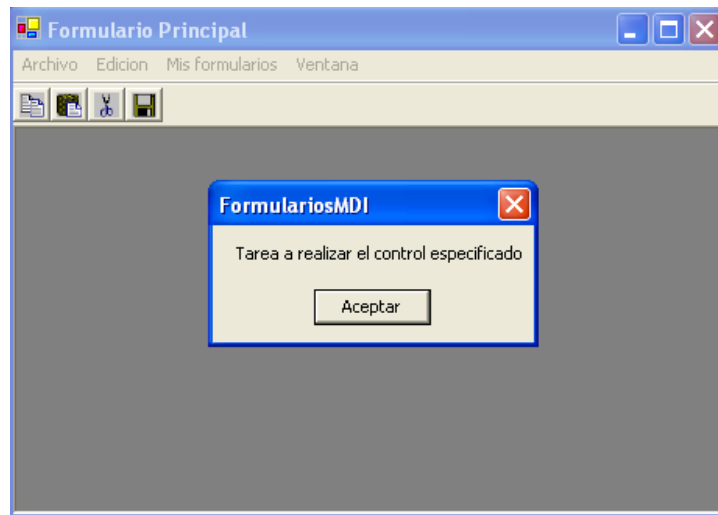 Formulario Principal
Archivo Edicion Mis formularios Ventana
FormulariosMDI
Tarea a realizar el control especificado
Aceptar